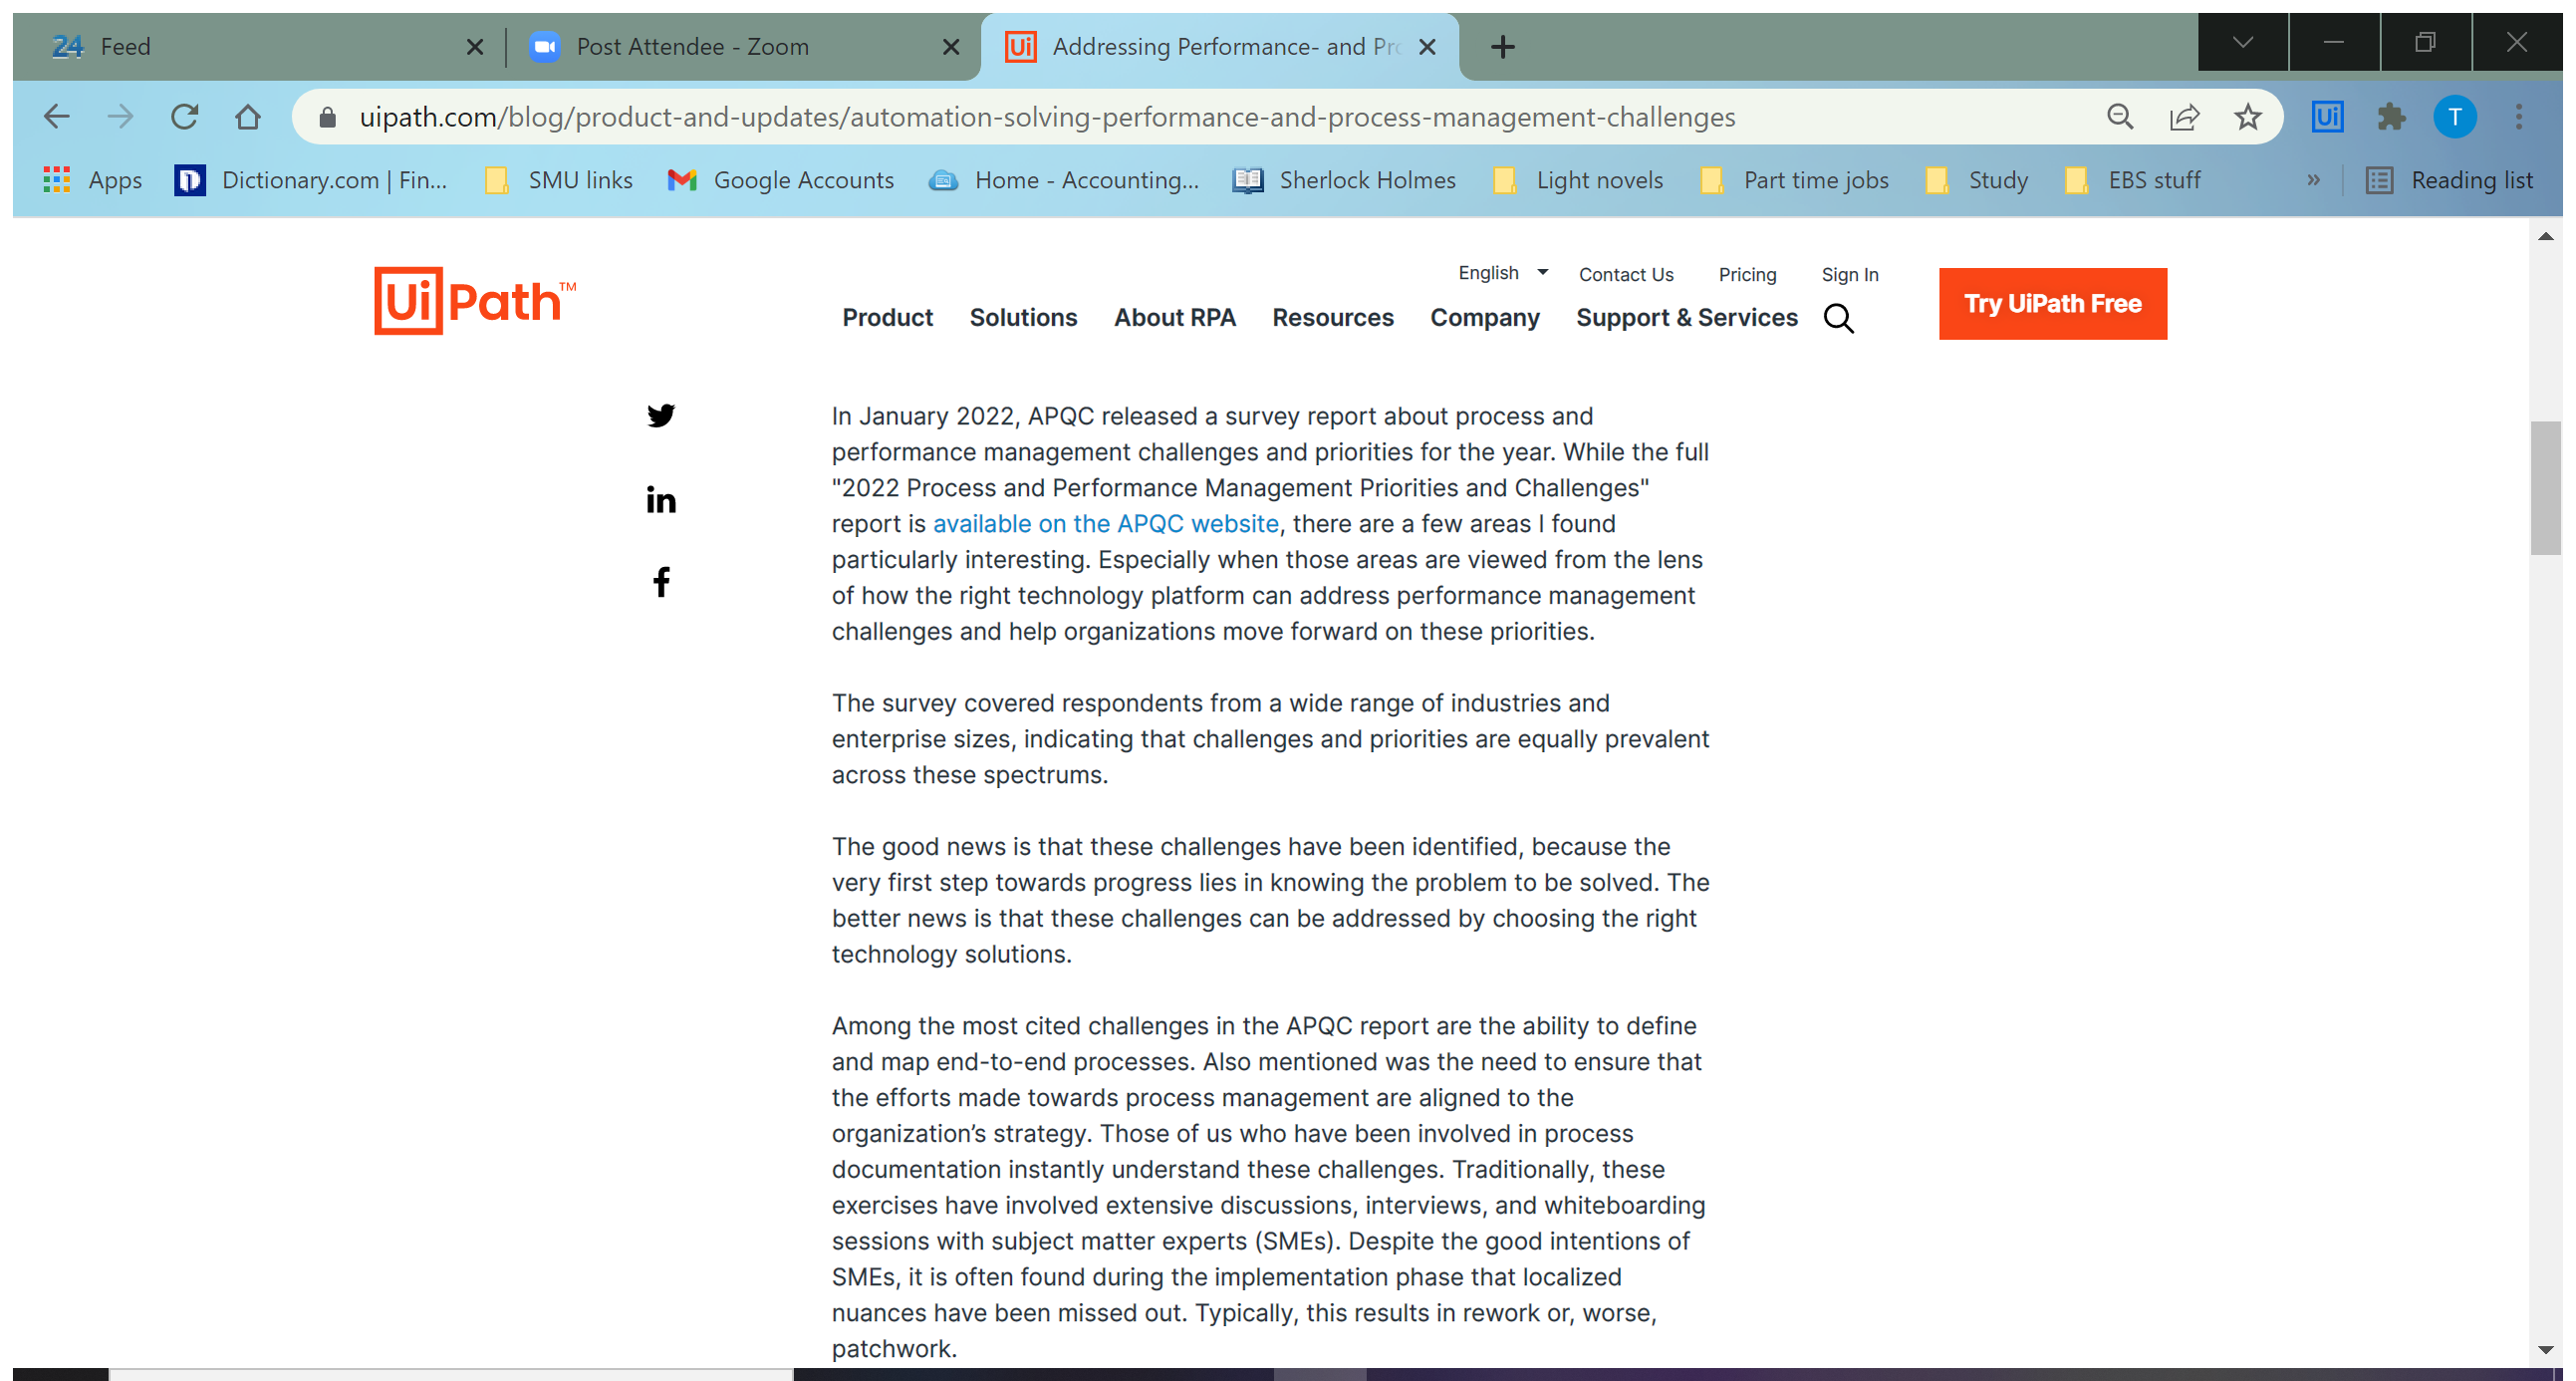 24 Feed
Post Attendee - Zoom
Ui Addressing Performance- and Pr
uipath.com/blog/product-and-updates/automation-solving-performance-and-process-management-challenges
Ui
T
Apps
Dictionary.com | Fin...
SMU links
Google Accounts
Home - Accounting...
Sherlock Holmes
Light novels
Part time jobs
Study
EBS stuff
»
Reading list
UiPath™
English
Contact Us
Pricing
Sign In
Product
Solutions
About RPA
Resources
Company
Support & Services
Try UiPath Free
In January 2022, APQC released a survey report about process and
performance management challenges and priorities for the year. While the full
"2022 Process and Performance Management Priorities and Challenges"
report is available on the APQC website, there are a few areas I found
particularly interesting. Especially when those areas are viewed from the lens
of how the right technology platform can address performance management
challenges and help organizations move forward on these priorities.
The survey covered respondents from a wide range of industries and
enterprise sizes, indicating that challenges and priorities are equally prevalent
across these spectrums.
The good news is that these challenges have been identified, because the
very first step towards progress lies in knowing the problem to be solved. The
better news is that these challenges can be addressed by choosing the right
technology solutions.
Among the most cited challenges in the APQC report are the ability to define
and map end-to-end processes. Also mentioned was the need to ensure that
the efforts made towards process management are aligned to the
organization’s strategy. Those of us who have been involved in process
documentation instantly understand these challenges. Traditionally, these
exercises have involved extensive discussions, interviews, and whiteboarding
sessions with subject matter experts (SMEs). Despite the good intentions of
SMEs, it is often found during the implementation phase that localized
nuances have been missed out. Typically, this results in rework or, worse,
patchwork.